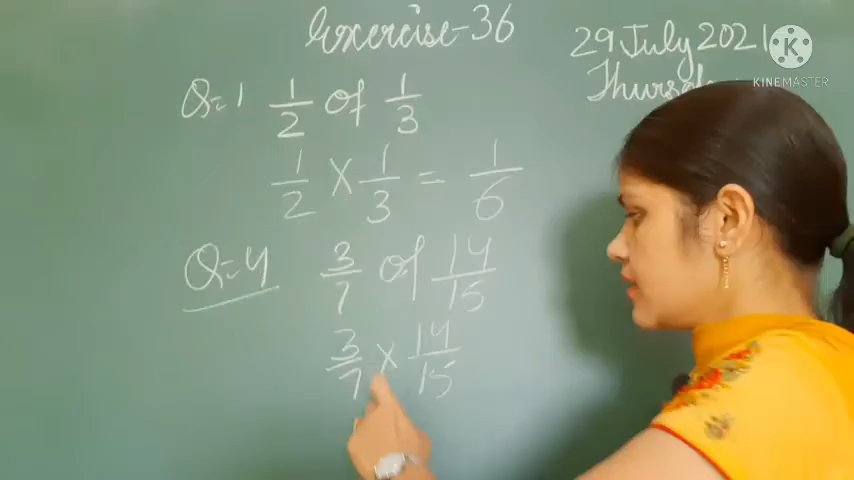 Exercise-36
29 July 2021
KINEMASTER
Q=1 1/2 of 1/3
1/2 X 1/3 = 1/6
Q=4 3/7 of 14/15
3/7 X 14/15